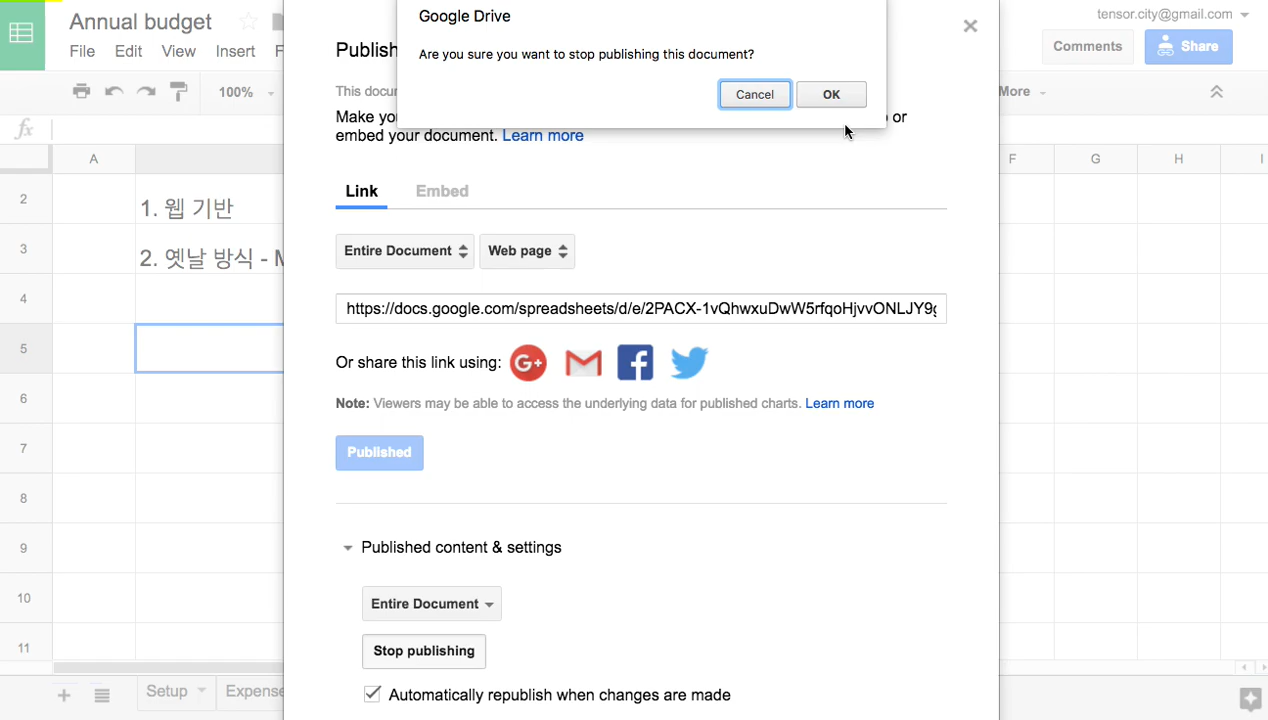 Annual budget
tensor.city@gmail.com
File Edit View Insert
Comments
Share
100%
More
fx
Google Drive
Are you sure you want to stop publishing this document?
Cancel OK
Publish
This docum
Make yo
or
embed your document. Learn more
Link Embed
Entire Document Web page
https://docs.google.com/spreadsheets/d/e/2PACX-1vQhwxuDwW5rfqoHjvvONLJY9
Or share this link using:
G+
Note: Viewers may be able to access the underlying data for published charts. Learn more
Published
Published content & settings
Entire Document
Stop publishing
Automatically republish when changes are made
A F G H I
2 1. 웹 기반
3 2. 옛날 방식 - M
4
5
6
7
8
9
10
11
Setup Expense